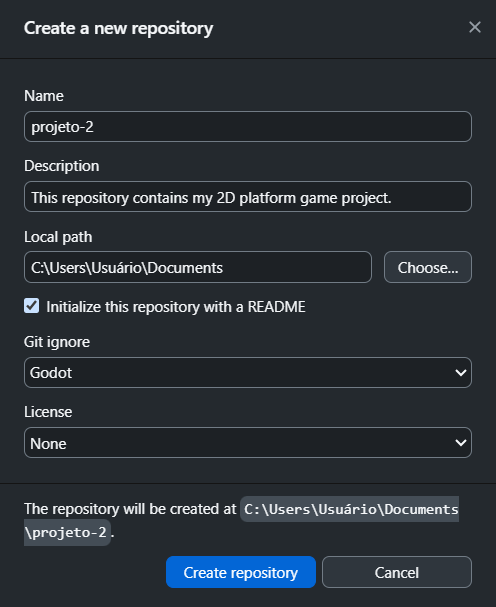 Create a new repository
Name
projeto-2
Description
This repository contains my 2D platform game project.
Local path
C:\Users\Usuário\Documents
Choose...
Initialize this repository with a README
Git ignore
Godot
License
None
The repository will be created at C:\Users\Usuário\Documents
\projeto-2.
Create repository
Cancel